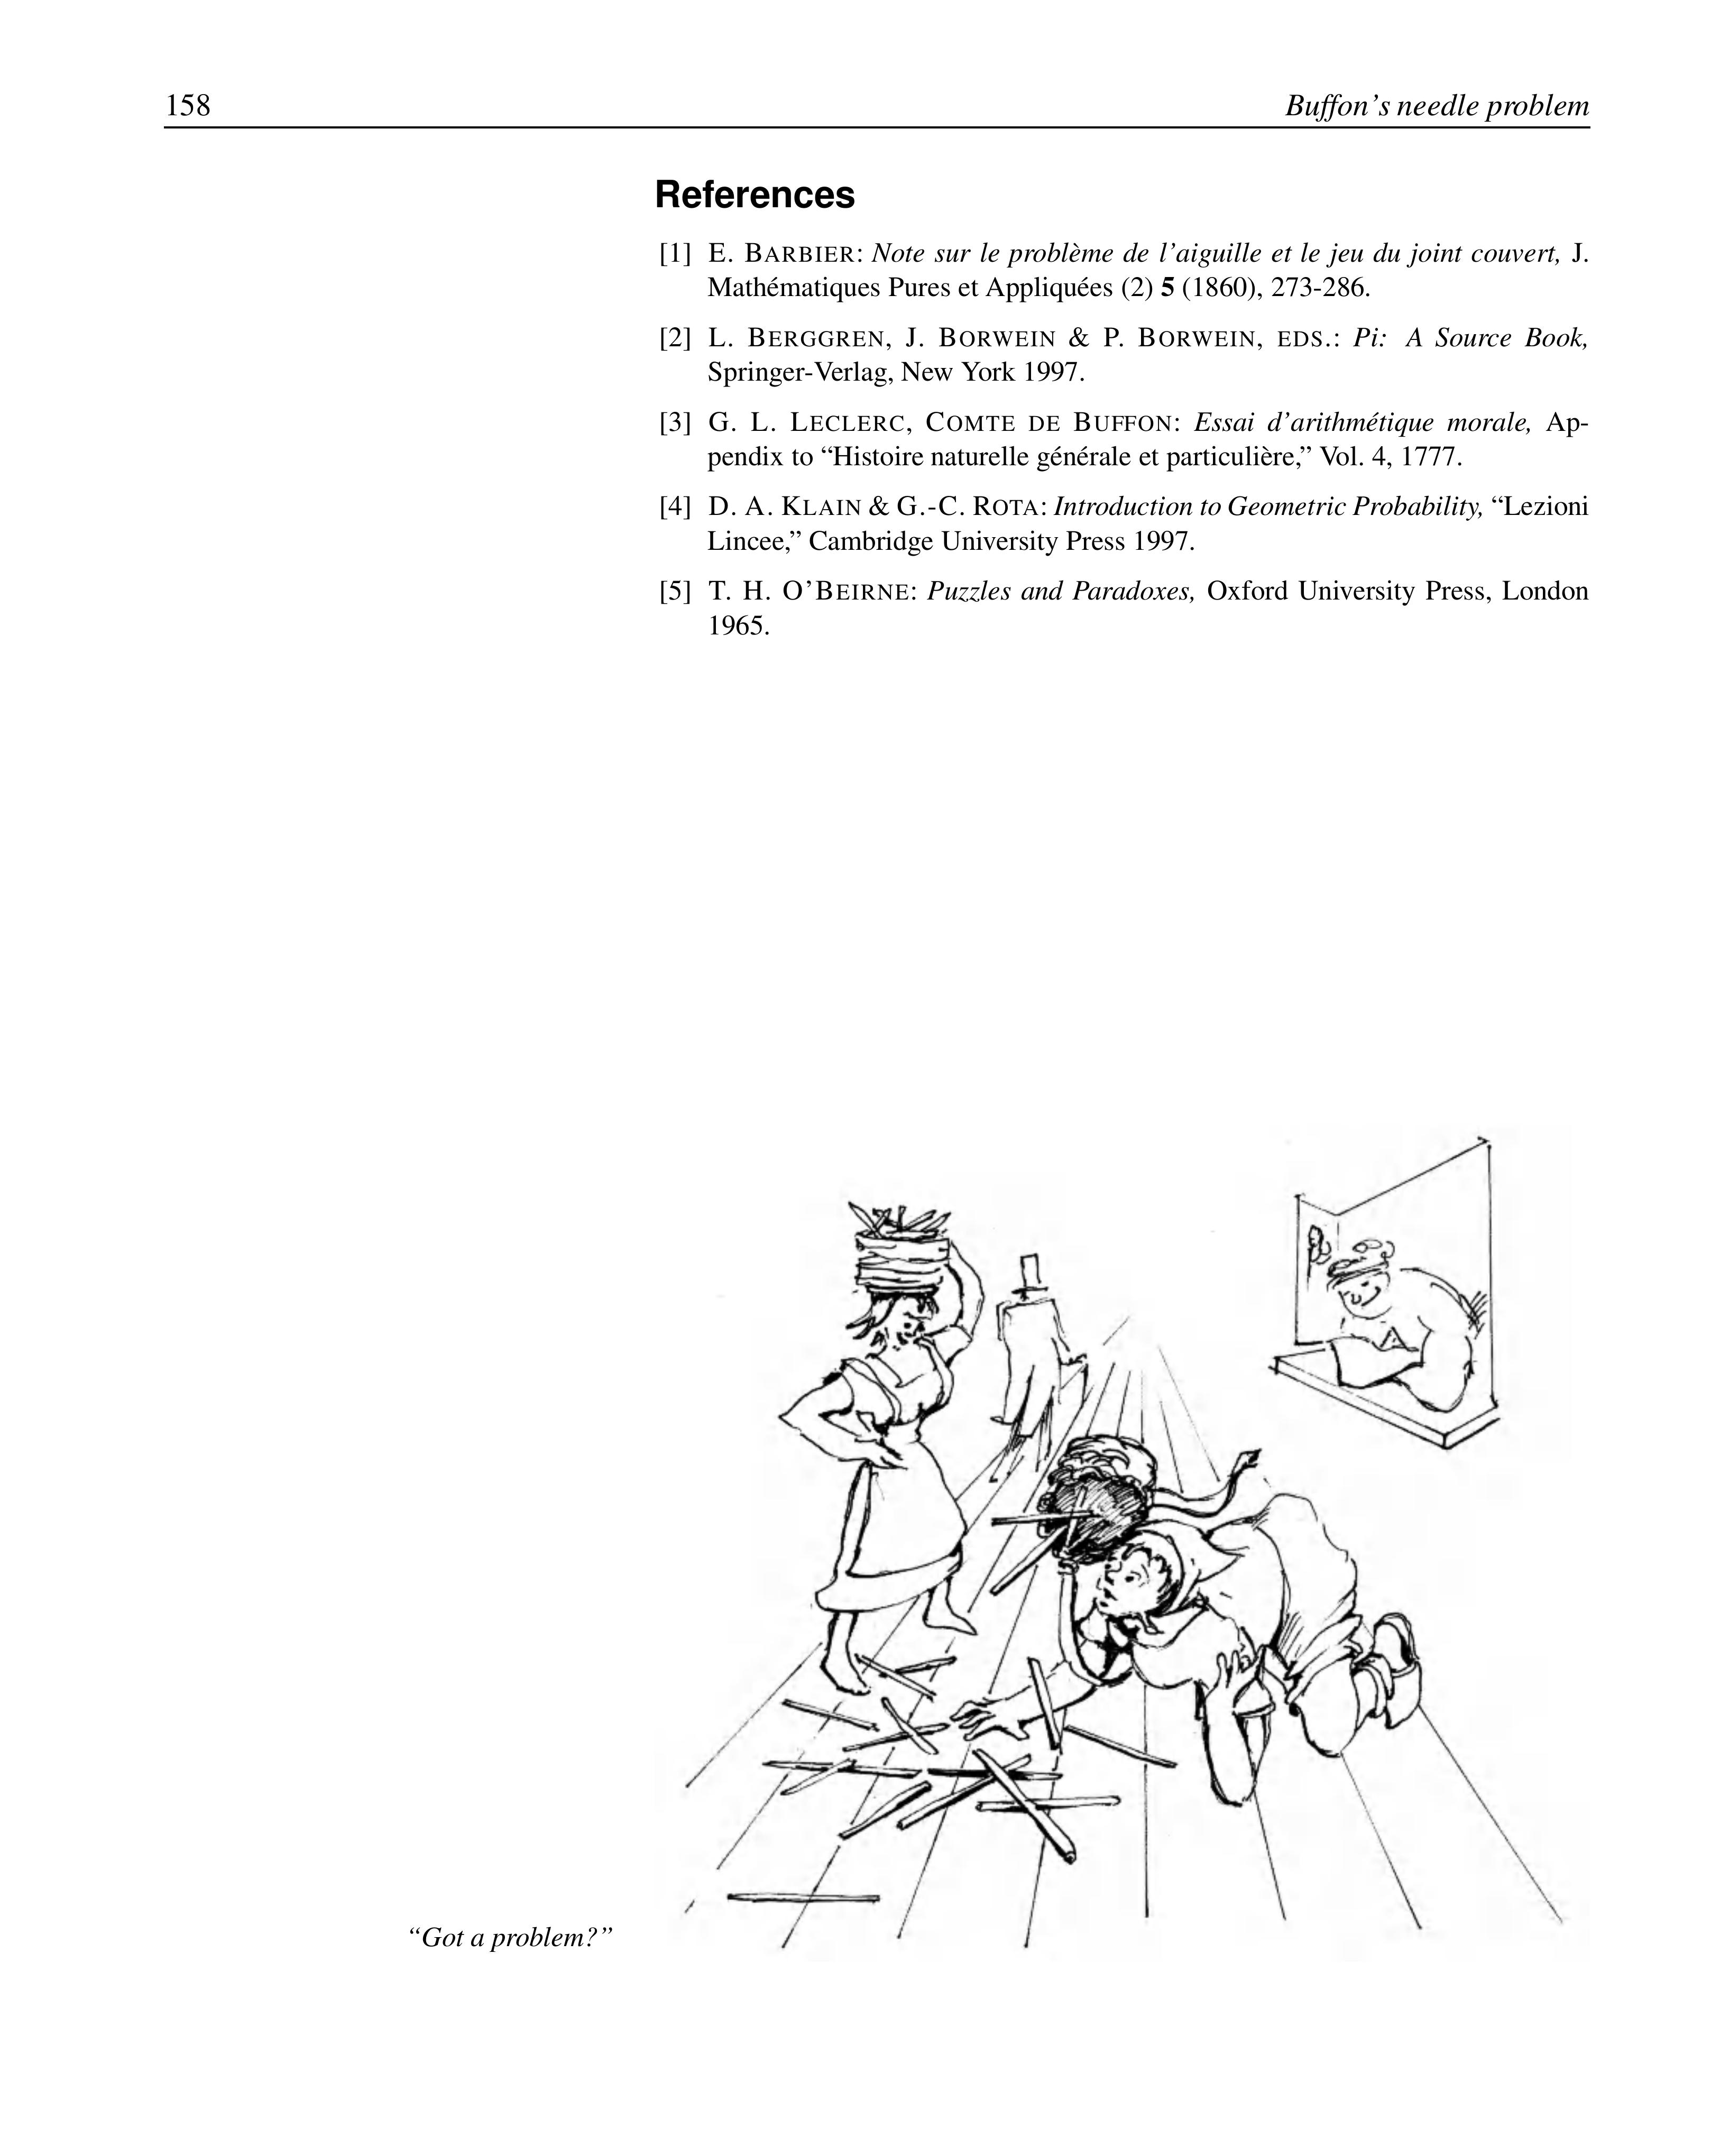 158 Buffon's needle problem
References
[1] E. BARBIER: Note sur le problème de l'aiguille et le jeu du joint couvert, J.
Mathématiques Pures et Appliquées (2) 5 (1860), 273-286.
[2] L. BERGGREN, J. BORWEIN & P. BORWEIN, EDS.: Pi: A Source Book,
Springer-Verlag, New York 1997.
[3] G. L. LECLERC, COMTE DE BUFFON: Essai d'arithmétique morale, Ap-
pendix to “Histoire naturelle générale et particulière,” Vol. 4, 1777.
[4] D. A. KLAIN & G.-C. ROTA: Introduction to Geometric Probability, “Lezioni
Lincee,” Cambridge University Press 1997.
[5] T. H. O'BEIRNE: Puzzles and Paradoxes, Oxford University Press, London
1965.
“Got a problem?”